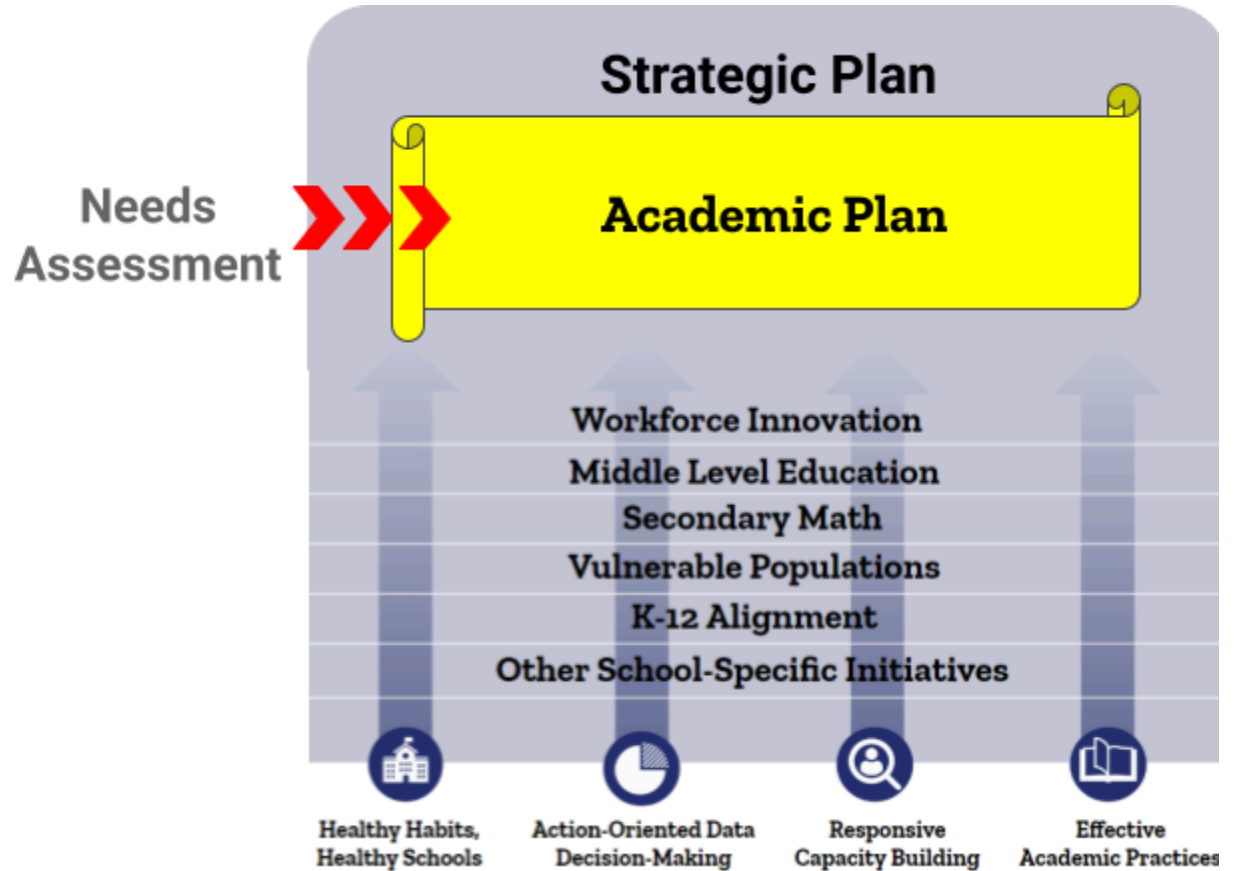 Strategic Plan
Needs
Assessment
Academic Plan
Workforce Innovation
Middle Level Education
Secondary Math
Vulnerable Populations
K-12 Alignment
Other School-Specific Initiatives
Healthy Habits,
Healthy Schools
Action-Oriented Data
Decision-Making
Responsive
Capacity Building
Effective
Academic Practices